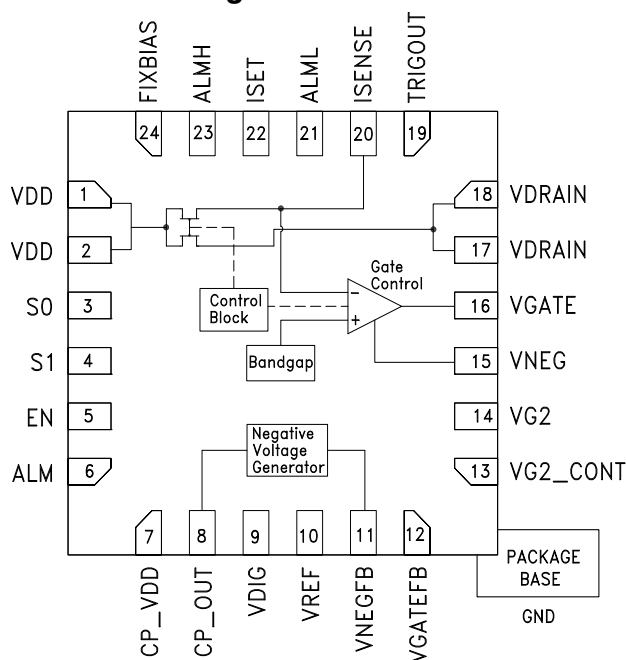 FIXBIAS
ALMH
ISET
ALML
ISENSE
TRIGOUT
24
23
22
21
20
19
VDD
1
18
VDRAIN
VDD
2
17
VDRAIN
Gate
Control
S0
3
Control
Block
16
VGATE
S1
4
Bandgap
15
VNEG
EN
5
14
VG2
Negative
Voltage
Generator
ALM
6
13
VG2_CONT
7
8
9
10
11
12
CP_VDD
CP_OUT
VDIG
VREF
VNEGFB
VGATEFB
PACKAGE
BASE
GND